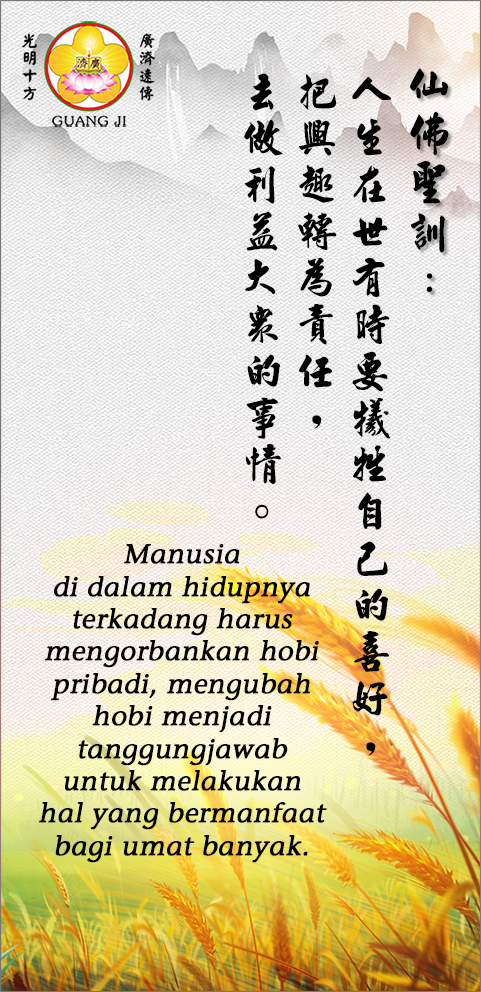 光明十方
濟廣
廣濟遠傳
GUANG JI
仙佛聖訓：
人生在世有時要犧牲自己的喜好，
把興趣轉為責任，
去做利益大眾的事情。
Manusia
di dalam hidupnya
terkadang harus
mengorbankan hobi
pribadi, mengubah
hobi menjadi
tanggungjawab
untuk melakukan
hal yang bermanfaat
bagi umat banyak.